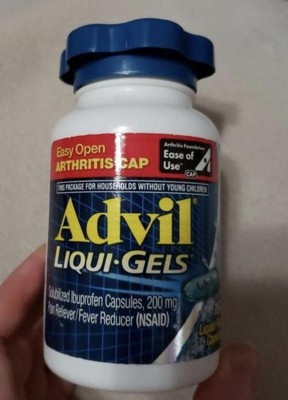 Easy Open
ARTHRITIS CAP
Arthritis Foundation
Ease of
Use
CAP
THIS PACKAGE FOR HOUSEHOLDS WITHOUT YOUNG CHILDREN
Advil
LIQUI·GELS
Solubilized Ibuprofen Capsules, 200 mg
Pain Reliever/Fever Reducer (NSAID)